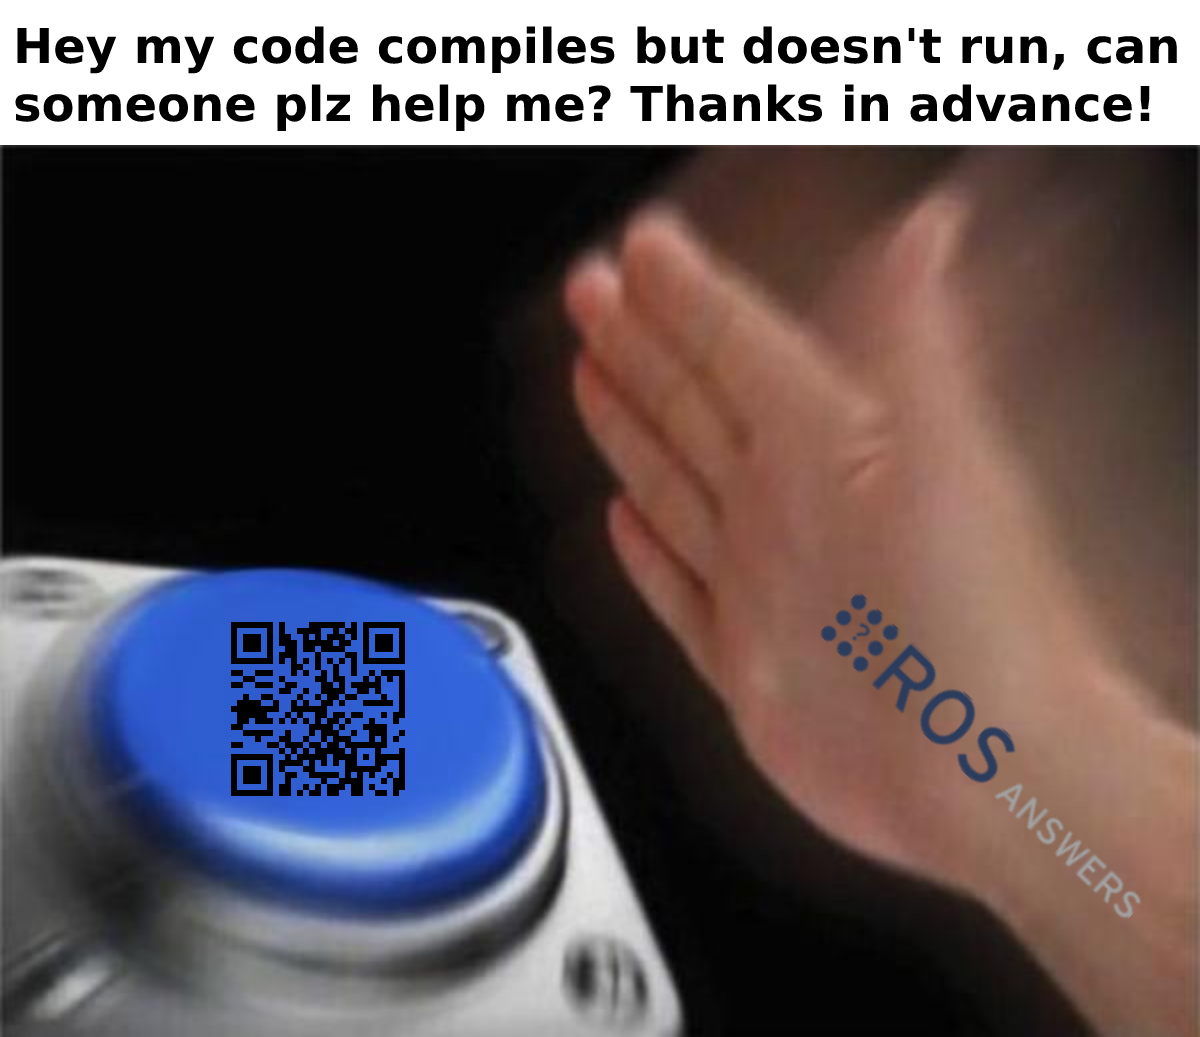 Hey my code compiles but doesn't run, can
someone plz help me? Thanks in advance!
?
ROS
ANSWERS